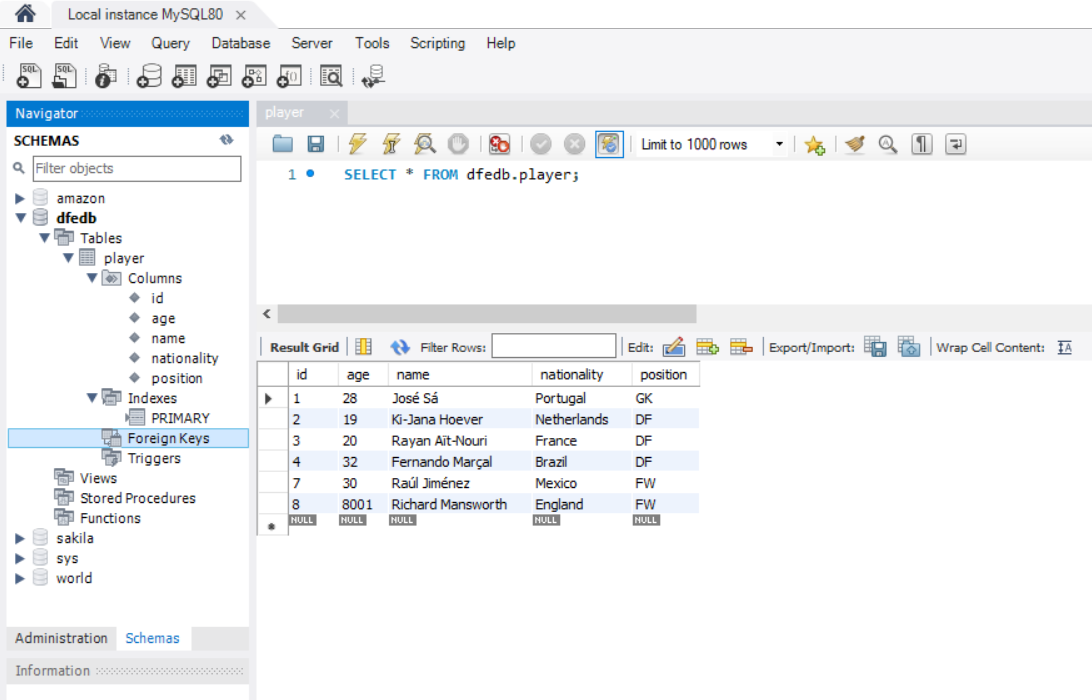 Local instance MySQL80
File Edit View Query Database Server Tools Scripting Help
SQL SQL
Navigator
SCHEMAS
Filter objects
amazon
dfedb
Tables
player
Columns
id
age
name
nationality
position
Indexes
PRIMARY
Foreign Keys
Triggers
Views
Stored Procedures
Functions
sakila
sys
world
Administration Schemas
Information
player
Limit to 1000 rows
1 SELECT * FROM dfedb.player;
Result Grid Filter Rows: Edit: Export/Import: Wrap Cell Content: IA
id age name nationality position
1 28 José Sá Portugal GK
2 19 Ki-Jana Hoever Netherlands DF
3 20 Rayan Aït-Nouri France DF
4 32 Fernando Marçal Brazil DF
7 30 Raúl Jiménez Mexico FW
8 8001 Richard Mansworth England FW
NULL NULL NULL NULL NULL